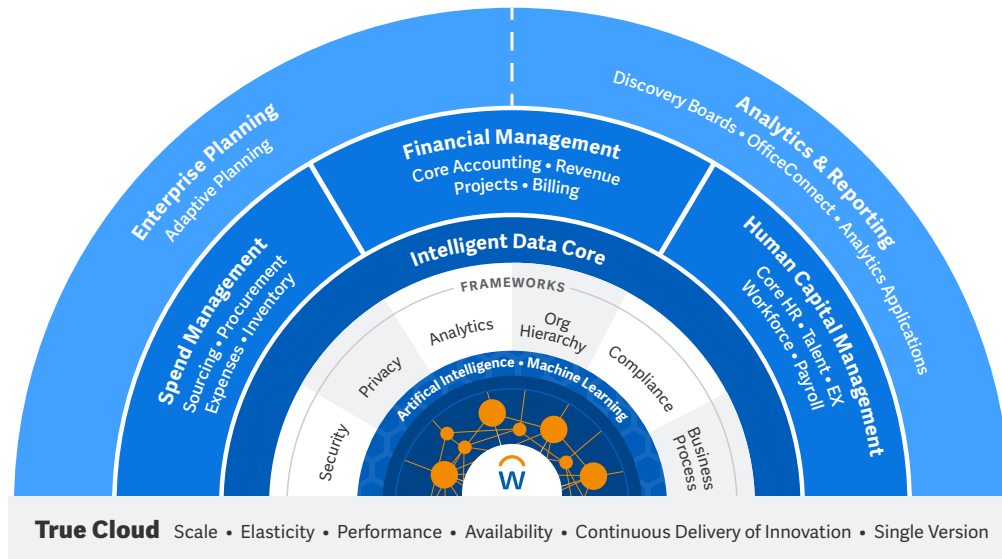 Enterprise Planning
Adaptive Planning
Analytics & Reporting
Discovery Boards • OfficeConnect • Analytics Applications
Financial Management
Core Accounting • Revenue
Projects • Billing
Spend Management
Sourcing • Procurement
Expenses • Inventory
Human Capital Management
Core HR • Talent • EX
Workforce • Payroll
Intelligent Data Core
FRAMEWORKS
Security
Privacy
Analytics
Org
Hierarchy
Compliance
Business
Process
Artifical Intelligence • Machine Learning
W
True Cloud Scale • Elasticity • Performance • Availability • Continuous Delivery of Innovation • Single Version